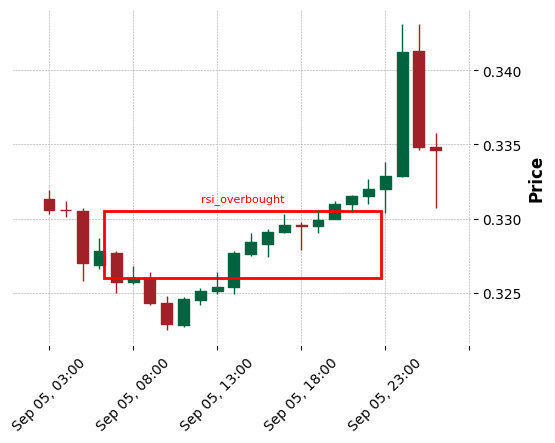 rsi_overbought
0.340
0.335
0.330
0.325
Price
Sep 05, 03:00
Sep 05, 08:00
Sep 05, 13:00
Sep 05, 18:00
Sep 05, 23:00